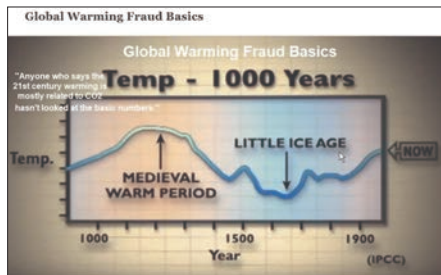 Global Warming Fraud Basics
Global Warming Fraud Basics
"Anyone who says the
21st century warming is
mostly related to CO2
hasn't looked at the basic numbers."
Temp - 1000 Years
Temp.
MEDIEVAL
WARM PERIOD
LITTLE ICE AGE
NOW
1000
1500
1900
Year
(IPCC)